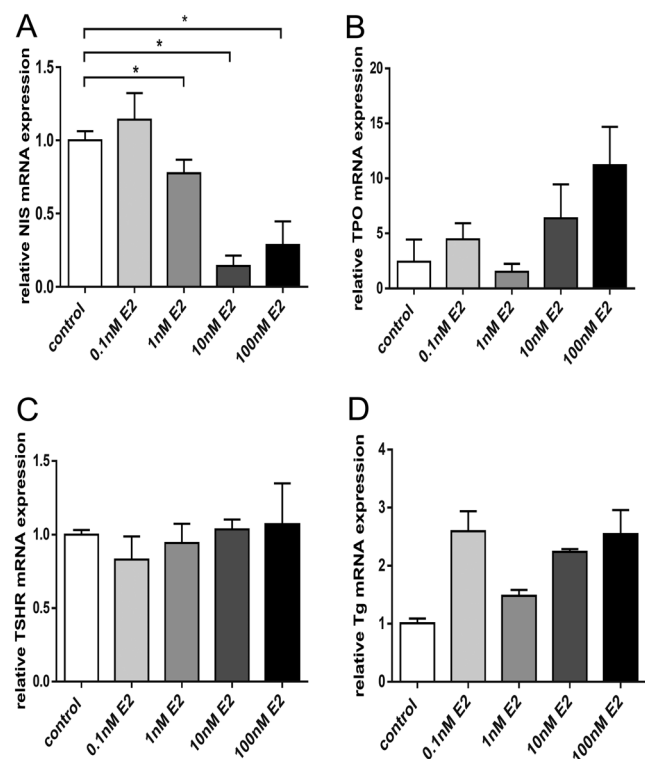 A
*
*
*
relative NIS mRNA expression
1.5
1.0
0.5
0.0
control
0.1nM E2
1nM E2
10nM E2
100nM E2
B
relative TPO mRNA expression
20
15
10
5
0
control
0.1nM E2
1nM E2
10nM E2
100nM E2
C
relative TSHR mRNA expression
1.5
1.0
0.5
0.0
control
0.1nM E2
1nM E2
10nM E2
100nM E2
D
relative Tg mRNA expression
4
3
2
1
0
control
0.1nM E2
1nM E2
10nM E2
100nM E2